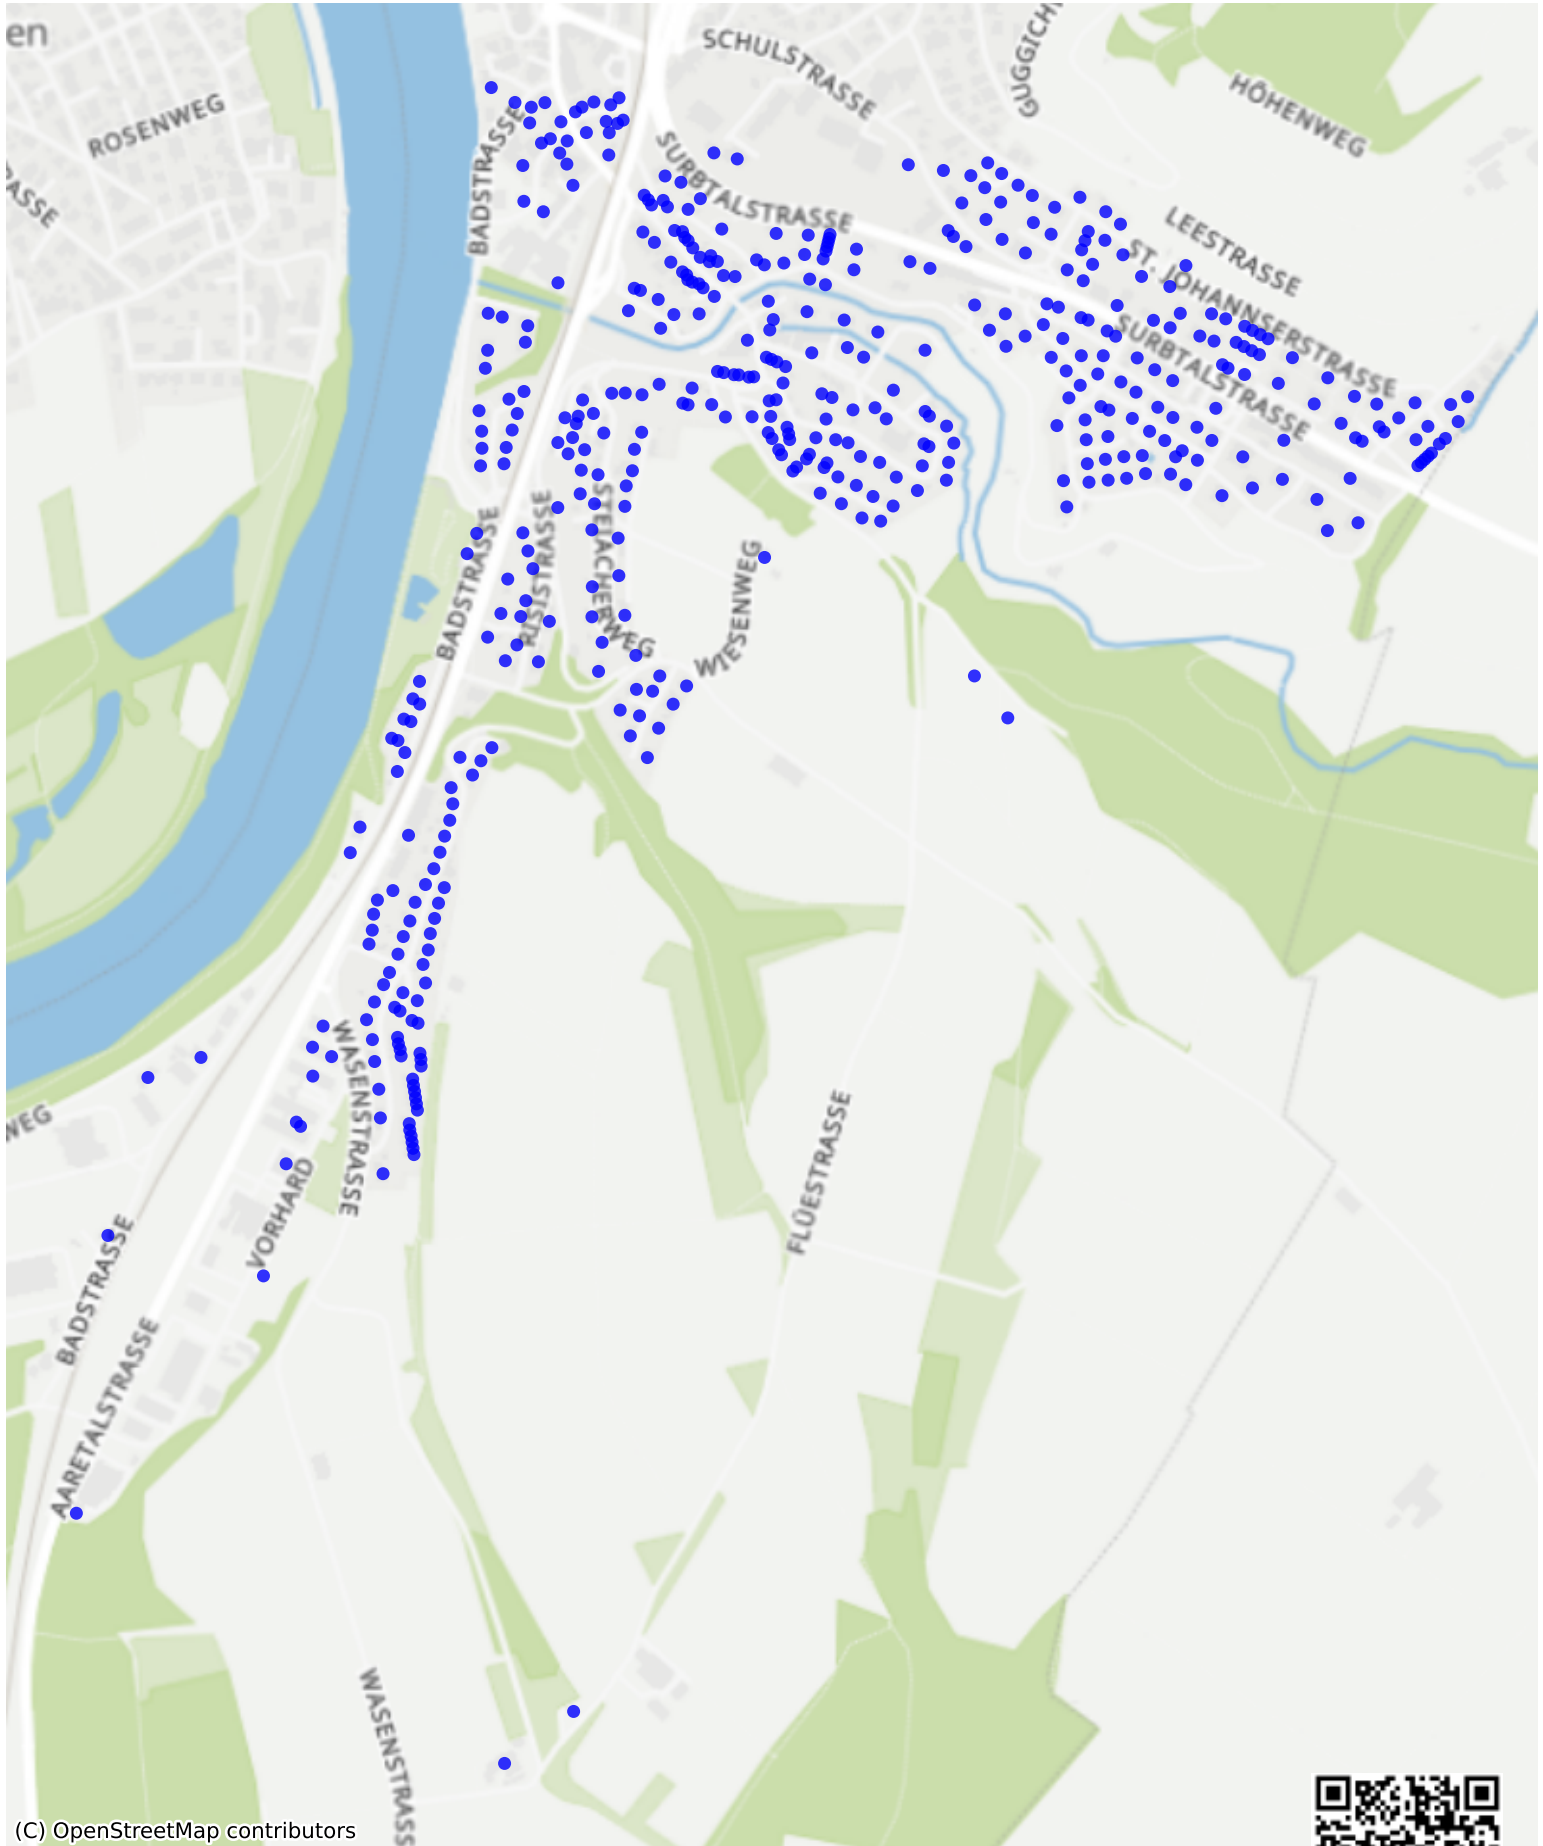 en
SCHULSTRASSE
GUGGICH
HÖHENWEG
ROSENWEG
BADSTRASSE
SURBTALSTRASSE
ASSE
LEESTRASSE
ST. JOHANNSERSTRASSE
SURBTALSTRASSE
BADSTRASSE
RISISTRASSE
STEIACHERWEG
WIESENWEG
WASENSTRASSE
WEG
VORHARD
FLÜESTRASSE
BADSTRASSE
AARETALSTRASSE
WASENSTRASS
(C) OpenStreetMap contributors